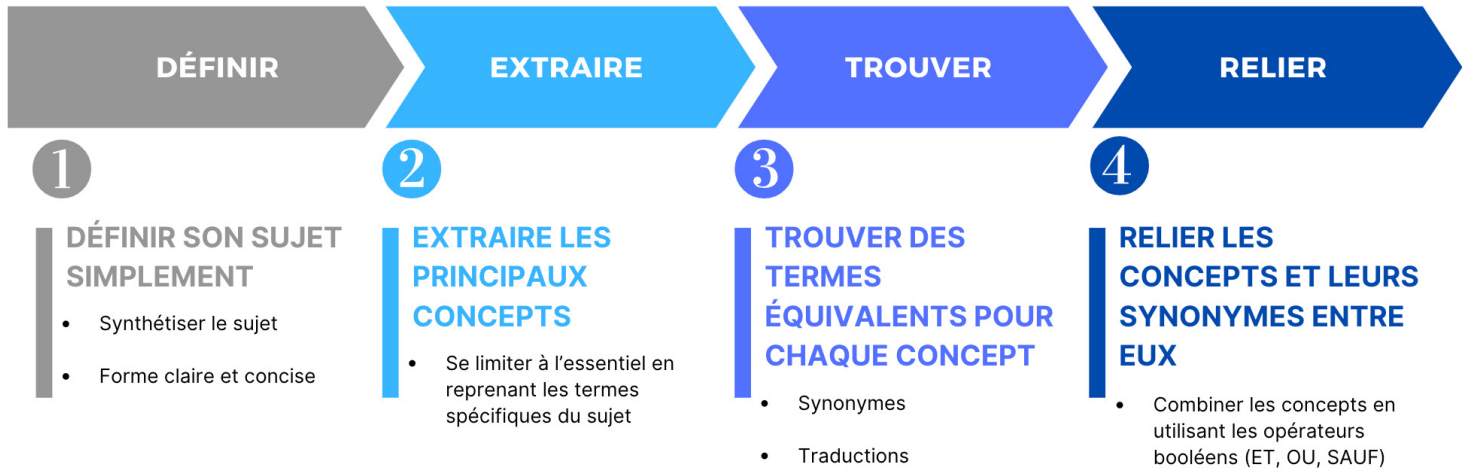 DÉFINIR
EXTRAIRE
TROUVER
RELIER
1
DÉFINIR SON SUJET
SIMPLEMENT
• Synthétiser le sujet
• Forme claire et concise
2
EXTRAIRE LES
PRINCIPAUX
CONCEPTS
• Se limiter à l’essentiel en
reprenant les termes
spécifiques du sujet
3
TROUVER DES
TERMES
ÉQUIVALENTS POUR
CHAQUE CONCEPT
• Synonymes
• Traductions
4
RELIER LES
CONCEPTS ET LEURS
SYNONYMES ENTRE
EUX
• Combiner les concepts en
utilisant les opérateurs
booléens (ET, OU, SAUF)